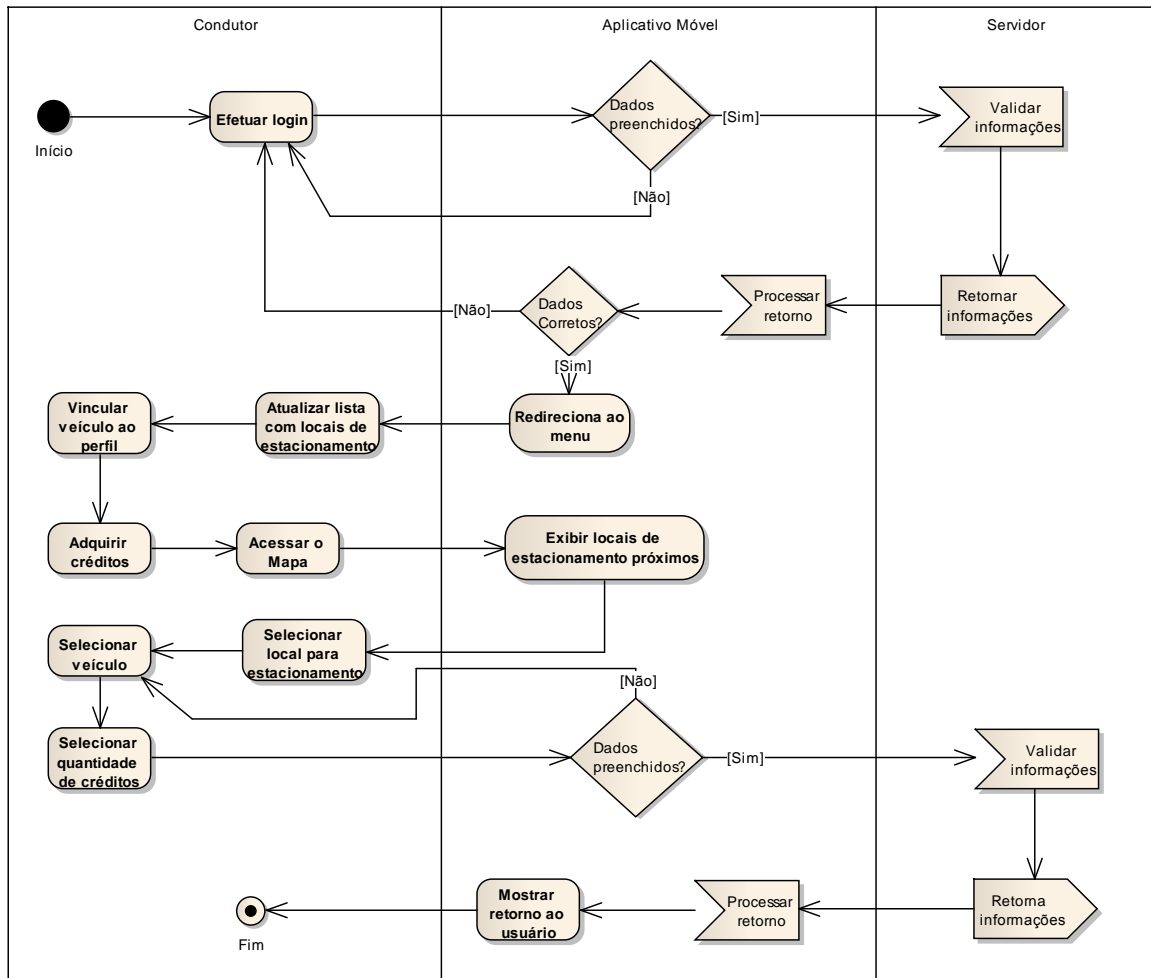 Condutor
Aplicativo Móvel
Servidor
Início
Efetuar login
Dados
preenchidos?
[Sim]
[Não]
Validar
informações
Retornar
informações
Processar
retorno
Dados
Corretos?
[Não]
[Sim]
Redireciona ao
menu
Atualizar lista
com locais de
estacionamento
Vincular
veículo ao
perfil
Adquirir
créditos
Acessar o
Mapa
Exibir locais de
estacionamento próximos
Selecionar
local para
estacionamento
Selecionar
veículo
Selecionar
quantidade
de créditos
Dados
preenchidos?
[Não]
[Sim]
Validar
informações
Retorna
informações
Processar
retorno
Mostrar
retorno ao
usuário
Fim